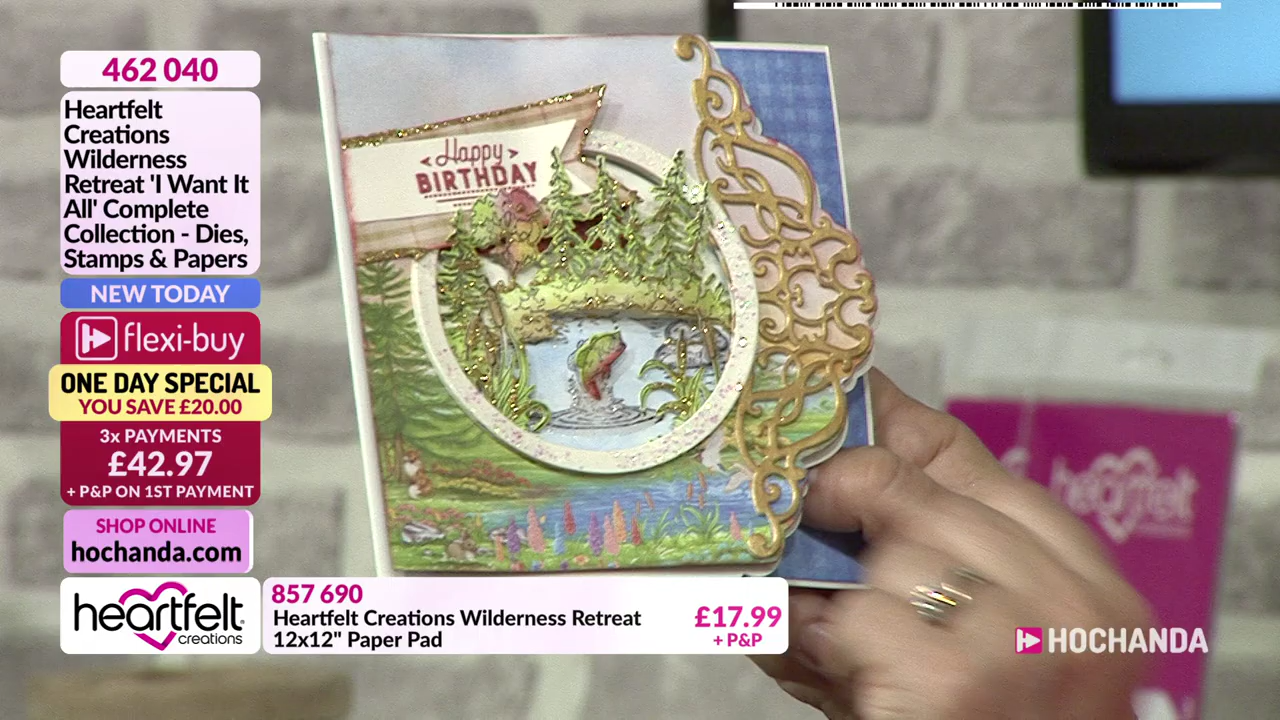 462 040
Heartfelt
Creations
Wilderness
Retreat 'I Want It
All' Complete
Collection - Dies,
Stamps & Papers
NEW TODAY
flexi-buy
ONE DAY SPECIAL
YOU SAVE £20.00
3x PAYMENTS
£42.97
+ P&P ON 1ST PAYMENT
SHOP ONLINE
hochanda.com
heartfelt
creations
857 690
Heartfelt Creations Wilderness Retreat
12x12" Paper Pad
£17.99
+ P&P
Happy
BIRTHDAY
heartfelt
HOCHANDA